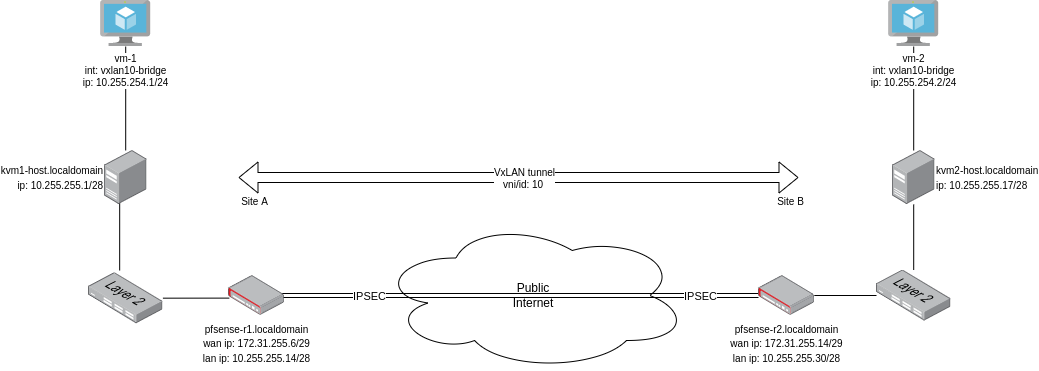 vm-1
int: vxlan10-bridge
ip: 10.255.254.1/24
vm-2
int: vxlan10-bridge
ip: 10.255.254.2/24
kvm1-host.localdomain
ip: 10.255.255.1/28
VxLAN tunnel
vni/id: 10
kvm2-host.localdomain
ip: 10.255.255.17/28
Site A
Site B
Layer 2
IPSEC
Public
Internet
IPSEC
Layer 2
pfsense-r1.localdomain
wan ip: 172.31.255.6/29
lan ip: 10.255.255.14/28
pfsense-r2.localdomain
wan ip: 172.31.255.14/29
lan ip: 10.255.255.30/28